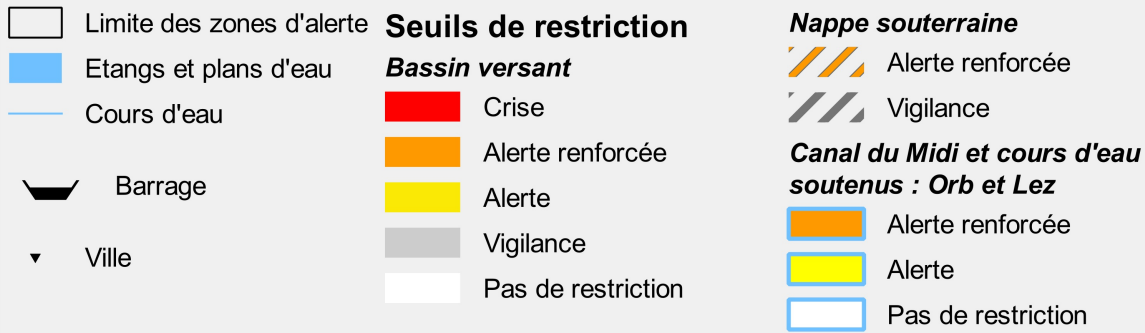 Limite des zones d'alerte
Etangs et plans d'eau
Cours d'eau
Barrage
Ville
Seuils de restriction
Bassin versant
Crise
Alerte renforcée
Alerte
Vigilance
Pas de restriction
Nappe souterraine
Alerte renforcée
Vigilance
Canal du Midi et cours d'eau
soutenus : Orb et Lez
Alerte renforcée
Alerte
Pas de restriction